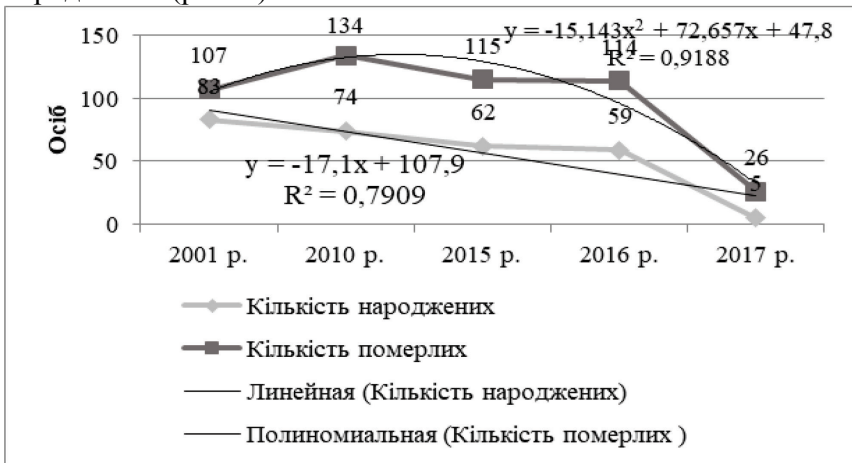 150
100
50
0
Осіб
107
134
115
114
26
83
74
62
59
5
y = -15,143x² + 72,657x + 47,8
R² = 0,9188
y = -17,1x + 107,9
R² = 0,7909
2001 р. 2010 р. 2015 р. 2016 р. 2017 р.
Кількість народжених
Кількість померлих
Линейная (Кількість народжених)
Полиномиальная (Кількість померлих )